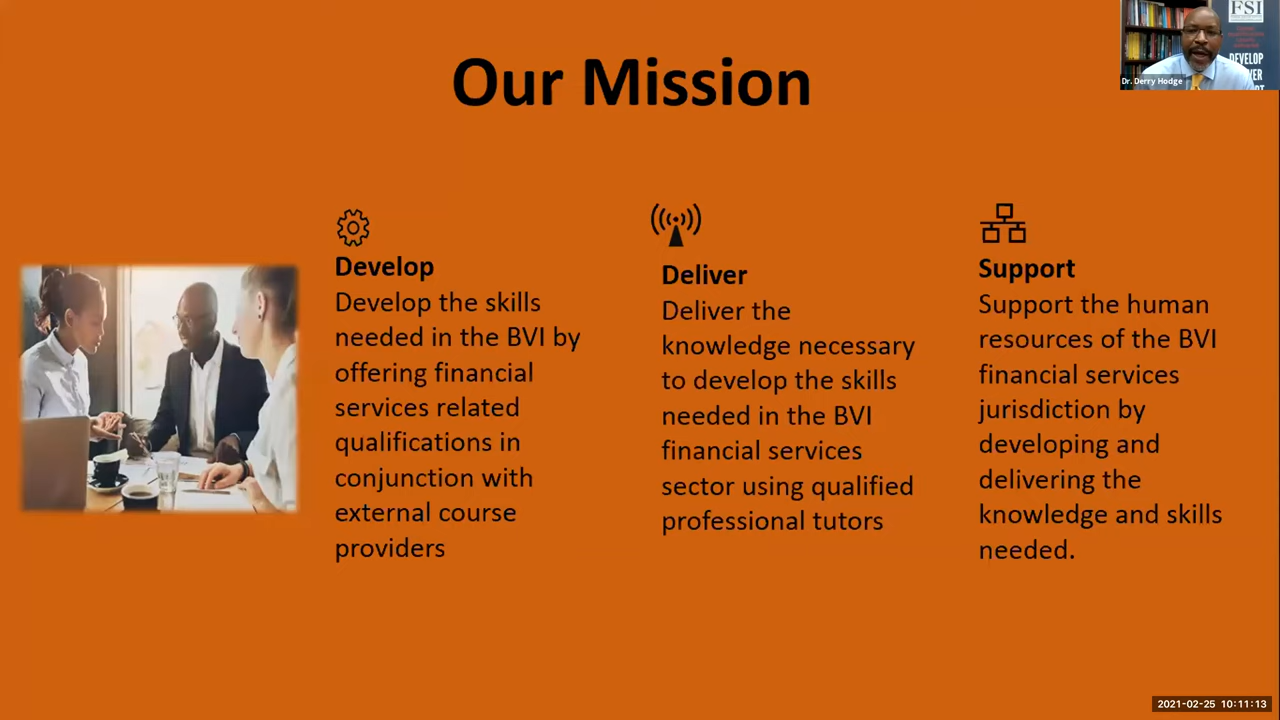 Our Mission
Develop
Develop the skills
needed in the BVI by
offering financial
services related
qualifications in
conjunction with
external course
providers
Deliver
Deliver the
knowledge necessary
to develop the skills
needed in the BVI
financial services
sector using qualified
professional tutors
Support
Support the human
resources of the BVI
financial services
jurisdiction by
developing and
delivering the
knowledge and skills
needed.
FSI
DEVELOP
Dr. Derry Hodge
2021-02-25 10:11:13